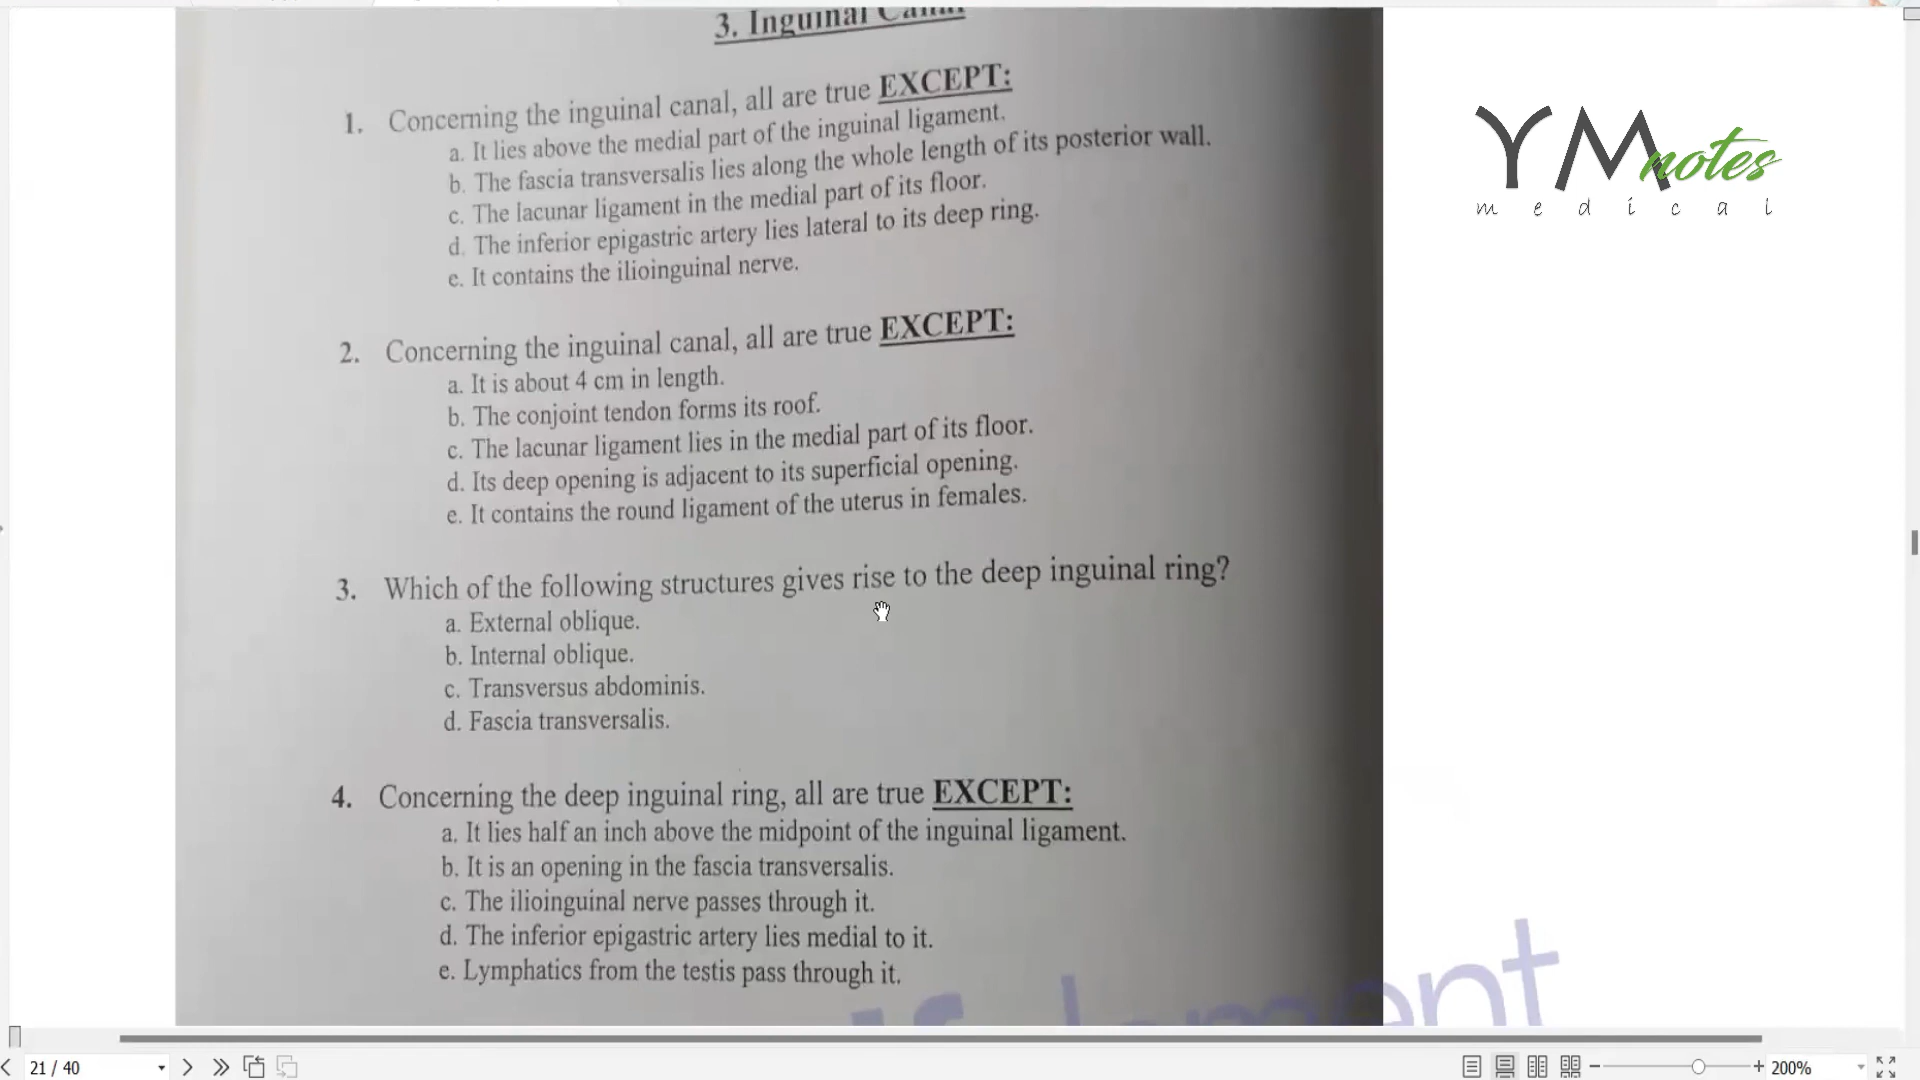 3. Inguinal Canal
1. Concerning the inguinal canal, all are true EXCEPT:
a. It lies above the medial part of the inguinal ligament.
b. The fascia transversalis lies along the whole length of its posterior wall.
c. The lacunar ligament in the medial part of its floor.
d. The inferior epigastric artery lies lateral to its deep ring.
e. It contains the ilioinguinal nerve.
2. Concerning the inguinal canal, all are true EXCEPT:
a. It is about 4 cm in length.
b. The conjoint tendon forms its roof.
c. The lacunar ligament lies in the medial part of its floor.
d. Its deep opening is adjacent to its superficial opening.
e. It contains the round ligament of the uterus in females.
3. Which of the following structures gives rise to the deep inguinal ring?
a. External oblique.
b. Internal oblique.
c. Transversus abdominis.
d. Fascia transversalis.
4. Concerning the deep inguinal ring, all are true EXCEPT:
a. It lies half an inch above the midpoint of the inguinal ligament.
b. It is an opening in the fascia transversalis.
c. The ilioinguinal nerve passes through it.
d. The inferior epigastric artery lies medial to it.
e. Lymphatics from the testis pass through it.
YM notes
medical
21 / 40
200%